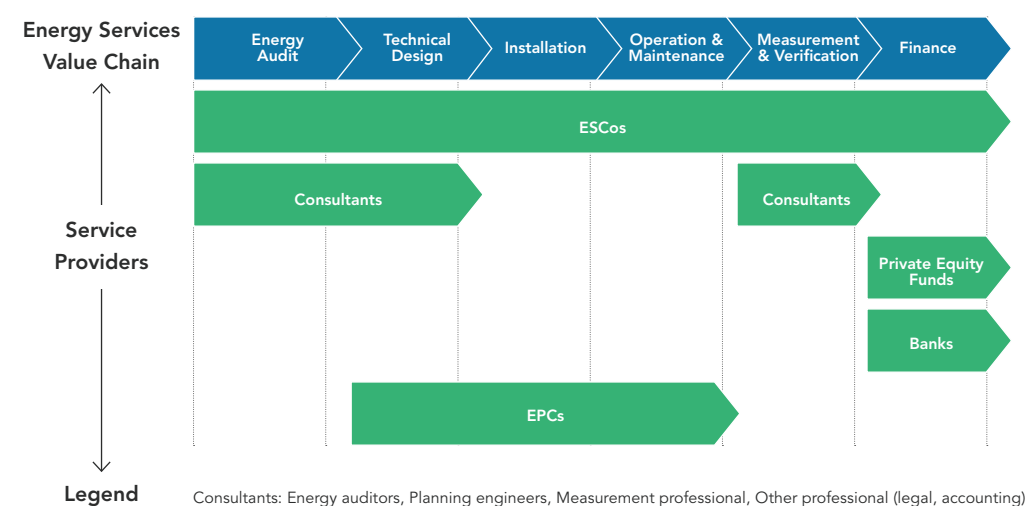 Energy Services
Value Chain
Energy
Audit
Technical
Design
Installation
Operation &
Maintenance
Measurement
& Verification
Finance
ESCos
Consultants
Consultants
Service
Providers
Private Equity
Funds
Banks
EPCs
Legend
Consultants: Energy auditors, Planning engineers, Measurement professional, Other professional (legal, accounting)